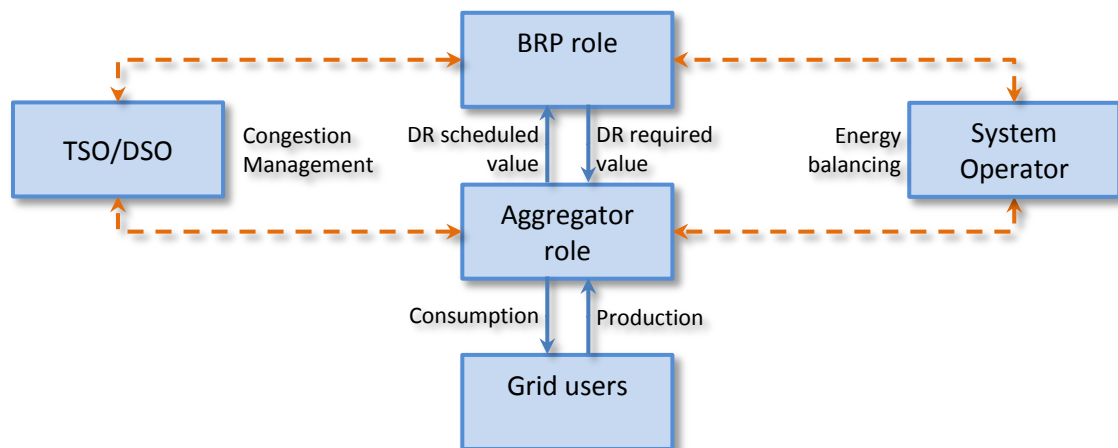 BRP role
TSO/DSO
Congestion
Management
DR scheduled
value
DR required
value
Energy
balancing
System
Operator
Aggregator
role
Consumption
Production
Grid users